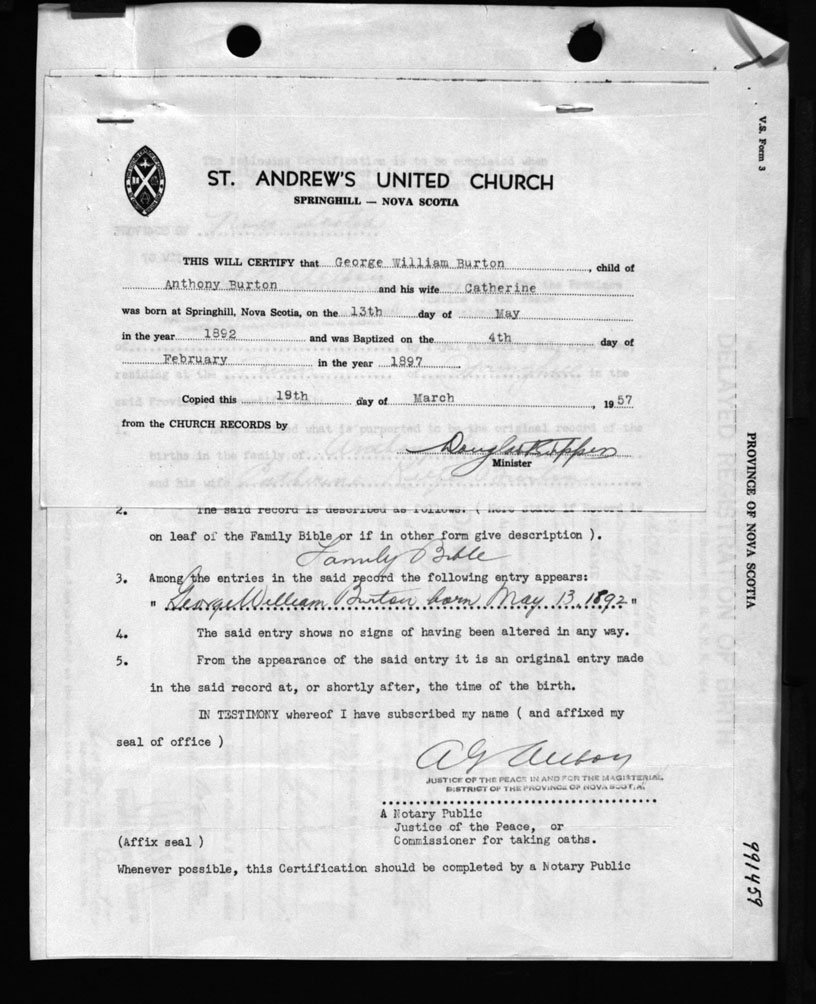 V.S. Form 3
ST. ANDREW'S UNITED CHURCH
SPRINGHILL — NOVA SCOTIA
THIS WILL CERTIFY that George William Burton, child of
Anthony Burton and his wife Catherine
was born at Springhill, Nova Scotia, on the 13th day of May
in the year 1892 and was Baptized on the 4th day of
February in the year 1897
Copied this 19th day of March, 1957
from the CHURCH RECORDS by
Minister
2. The said record is described as follows. (
on leaf of the Family Bible or if in other form give description ).
Family Bible
3. Among the entries in the said record the following entry appears:
" George William Burton born May 13. 1892 "
4. The said entry shows no signs of having been altered in any way.
5. From the appearance of the said entry it is an original entry made
in the said record at, or shortly after, the time of the birth.
IN TESTIMONY whereof I have subscribed my name ( and affixed my
seal of office )
JUSTICE OF THE PEACE IN AND FOR THE MAGISTERIAL
DISTRICT OF THE PROVINCE OF NOVA SCOTIA,
A Notary Public
Justice of the Peace, or
(Affix seal ) Commissioner for taking oaths.
Whenever possible, this Certification should be completed by a Notary Public
PROVINCE OF NOVA SCOTIA
DELAYED REGISTRATION OF BIRTH
991459